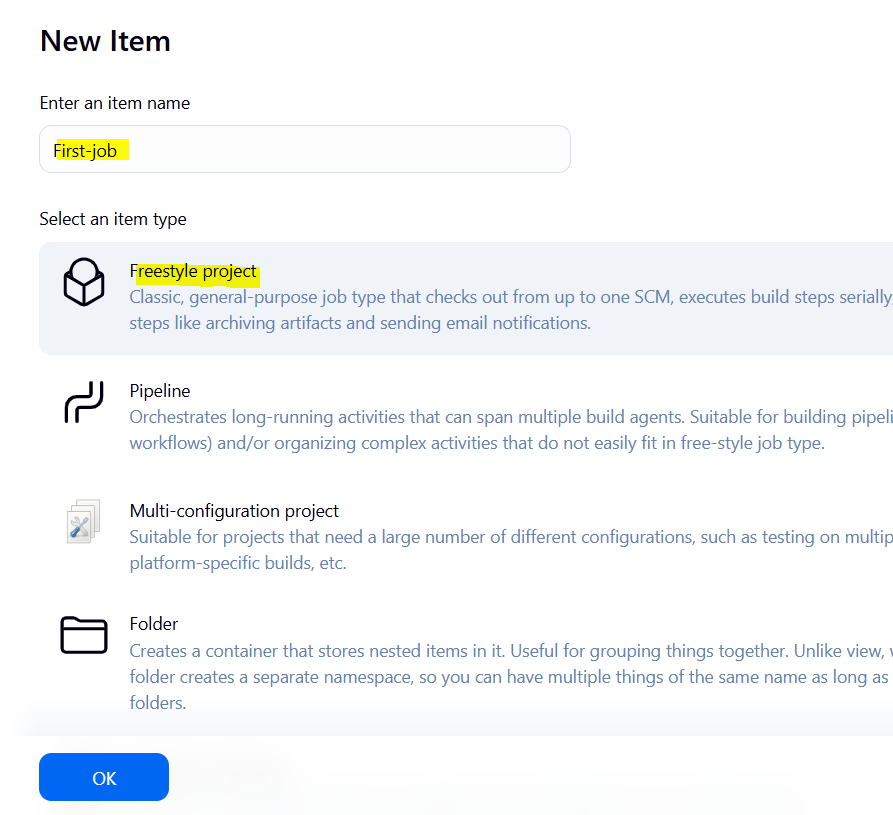 New Item
Enter an item name
First-job
Select an item type
Freestyle project
Classic, general-purpose job type that checks out from up to one SCM, executes build steps serially,
steps like archiving artifacts and sending email notifications.
Pipeline
Orchestrates long-running activities that can span multiple build agents. Suitable for building
workflows) and/or organizing complex activities that do not easily fit in free-style job type.
Multi-configuration project
Suitable for projects that need a large number of different configurations, such as testing on
platform-specific builds, etc.
Folder
Creates a container that stores nested items in it. Useful for grouping things together. Unlike view,
folder creates a separate namespace, so you can have multiple things of the same name as long as
folders.
OK